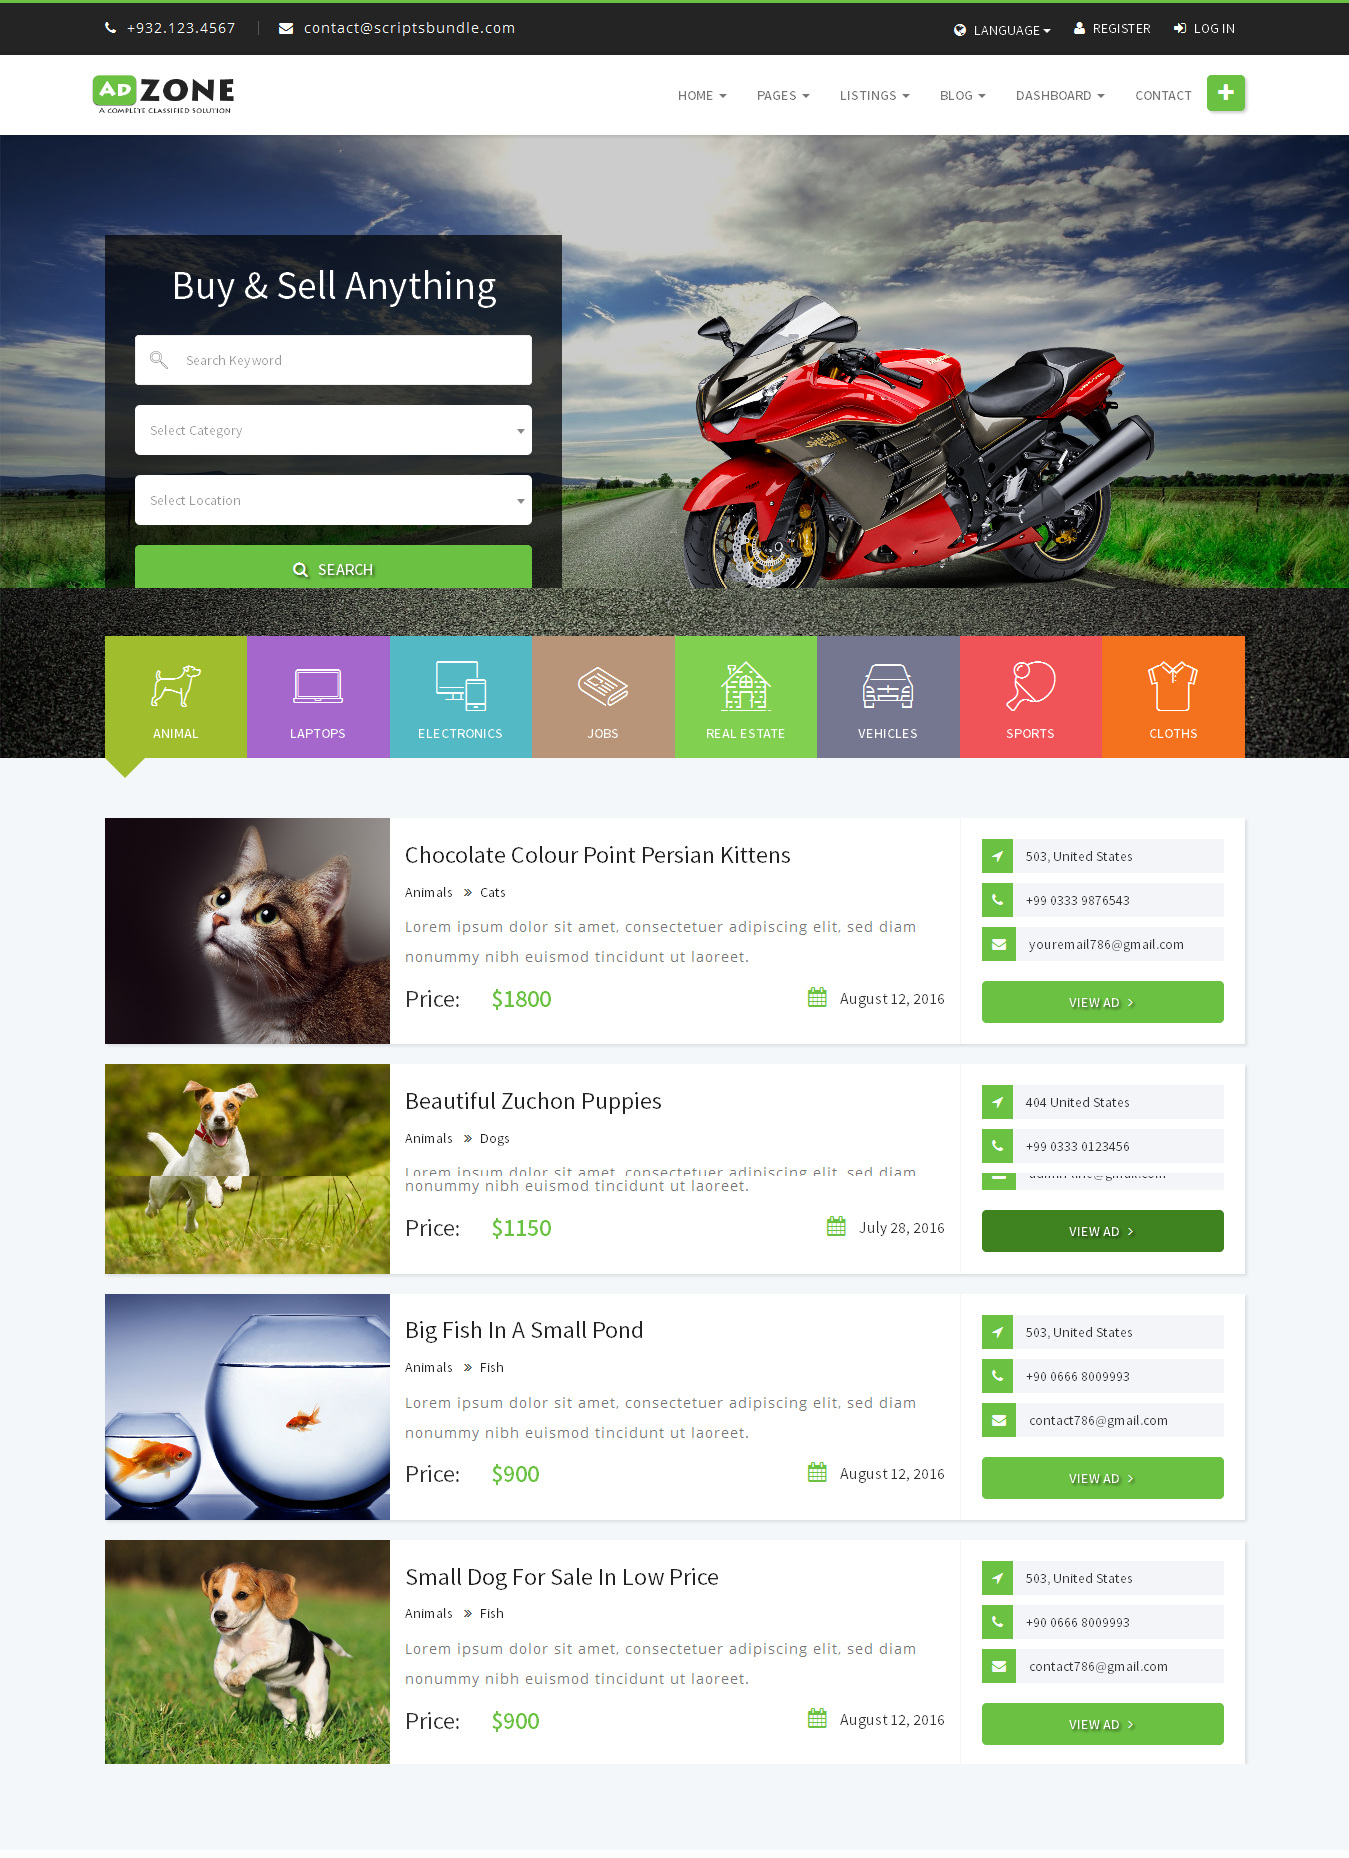 +932.123.4567 contact@scriptsbundle.com LANGUAGE REGISTER LOG IN
AD ZONE
A COMPLETE CLASSIFIED SOLUTION
HOME PAGES LISTINGS BLOG DASHBOARD CONTACT
Buy & Sell Anything
Search Keyword
Select Category
Select Location
SEARCH
ANIMAL LAPTOPS ELECTRONICS JOBS REAL ESTATE VEHICLES SPORTS CLOTHS
Chocolate Colour Point Persian Kittens
Animals » Cats
Lorem ipsum dolor sit amet, consectetuer adipiscing elit, sed diam
nonummy nibh euismod tincidunt ut laoreet.
Price: $1800 August 12, 2016
503, United States
+99 0333 9876543
youremail786@gmail.com
VIEW AD >
Beautiful Zuchon Puppies
Animals » Dogs
Lorem ipsum dolor sit amet, consectetuer adipiscing elit, sed diam
nonummy nibh euismod tincidunt ut laoreet.
Price: $1150 July 28, 2016
404 United States
+99 0333 0123456
VIEW AD >
Big Fish In A Small Pond
Animals » Fish
Lorem ipsum dolor sit amet, consectetuer adipiscing elit, sed diam
nonummy nibh euismod tincidunt ut laoreet.
Price: $900 August 12, 2016
503, United States
+90 0666 8009993
contact786@gmail.com
VIEW AD >
Small Dog For Sale In Low Price
Animals » Fish
Lorem ipsum dolor sit amet, consectetuer adipiscing elit, sed diam
nonummy nibh euismod tincidunt ut laoreet.
Price: $900 August 12, 2016
503, United States
+90 0666 8009993
contact786@gmail.com
VIEW AD >